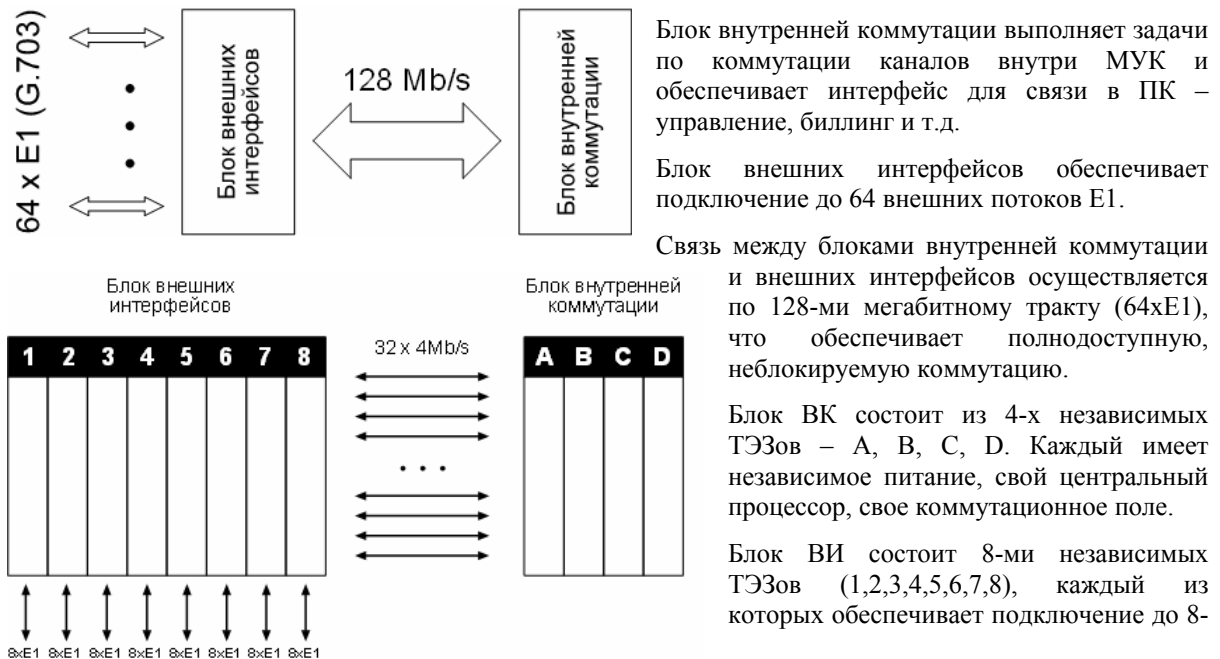 64 x E1 (G.703)
Блок внешних
интерфейсов
128 Mb/s
Блок внутренней
коммутации
Блок внутренней коммутации выполняет задачи
по коммутации каналов внутри МУК и
обеспечивает интерфейс для связи в ПК –
управление, биллинг и т.д.
Блок внешних интерфейсов обеспечивает
подключение до 64 внешних потоков Е1.
Связь между блоками внутренней коммутации
и внешних интерфейсов осуществляется
по 128-ми мегабитному тракту (64хЕ1),
что обеспечивает полнодоступную,
неблокируемую коммутацию.
Блок ВК состоит из 4-х независимых
ТЭЗов – A, B, C, D. Каждый имеет
независимое питание, свой центральный
процессор, свое коммутационное поле.
Блок ВИ состоит 8-ми независимых
ТЭЗов (1,2,3,4,5,6,7,8), каждый из
которых обеспечивает подключение до 8-
Блок внешних
интерфейсов
Блок внутренней
коммутации
1 2 3 4 5 6 7 8
32 x 4Mb/s
A B C D
8xE1 8xE1 8xE1 8xE1 8xE1 8xE1 8xE1 8xE1